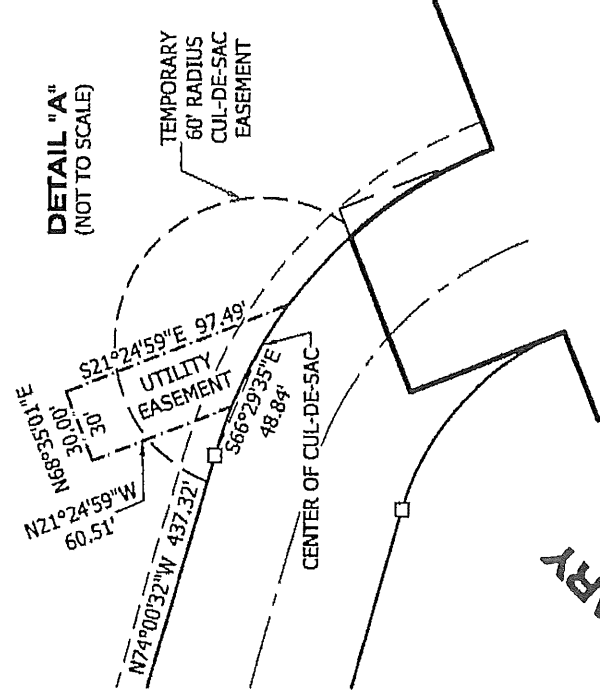 DETAIL "A"
(NOT TO SCALE)
TEMPORARY
60' RADIUS
CUL-DE-SAC
EASEMENT
S21°24'59"E 97.49'
N68°35'01"E
30.00'
30'
UTILITY
EASEMENT
N21°24'59"W
60.51'
S66°29'35"E
48.84'
N74°00'32"W 437.32'
CENTER OF CUL-DE-SAC
ARY